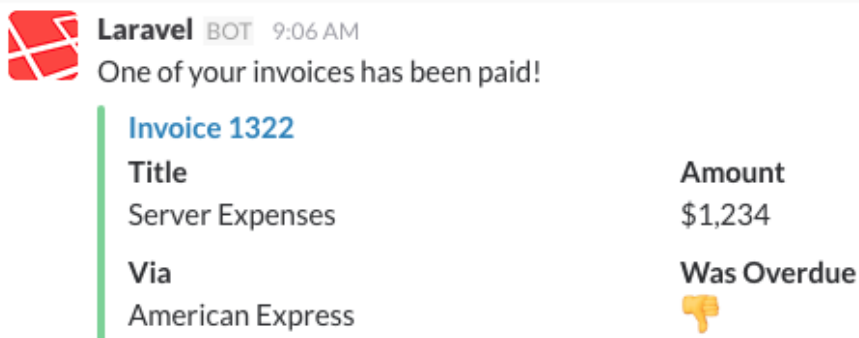 Laravel BOT 9:06 AM
One of your invoices has been paid!
Invoice 1322
Title Amount
Server Expenses $1,234
Via Was Overdue
American Express 👎